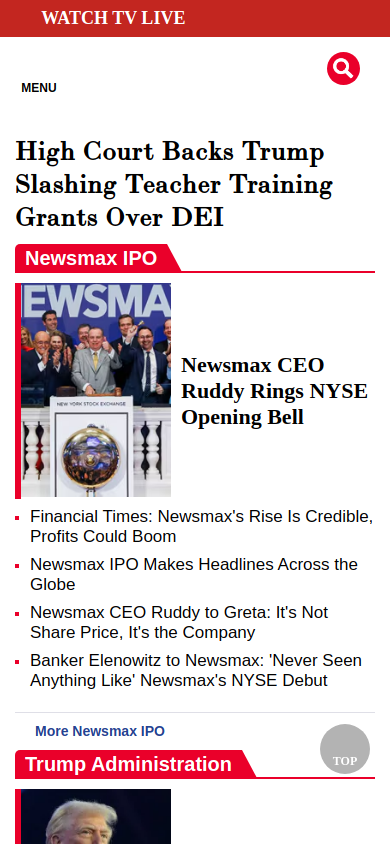 WATCH TV LIVE
MENU
High Court Backs Trump
Slashing Teacher Training
Grants Over DEI
Newsmax IPO
EWSMA
NEW YORK STOCK EXCHANGE
Newsmax CEO
Ruddy Rings NYSE
Opening Bell
Financial Times: Newsmax's Rise Is Credible,
Profits Could Boom
Newsmax IPO Makes Headlines Across the
Globe
Newsmax CEO Ruddy to Greta: It's Not
Share Price, It's the Company
Banker Elenowitz to Newsmax: 'Never Seen
Anything Like' Newsmax's NYSE Debut
More Newsmax IPO
TOP
Trump Administration